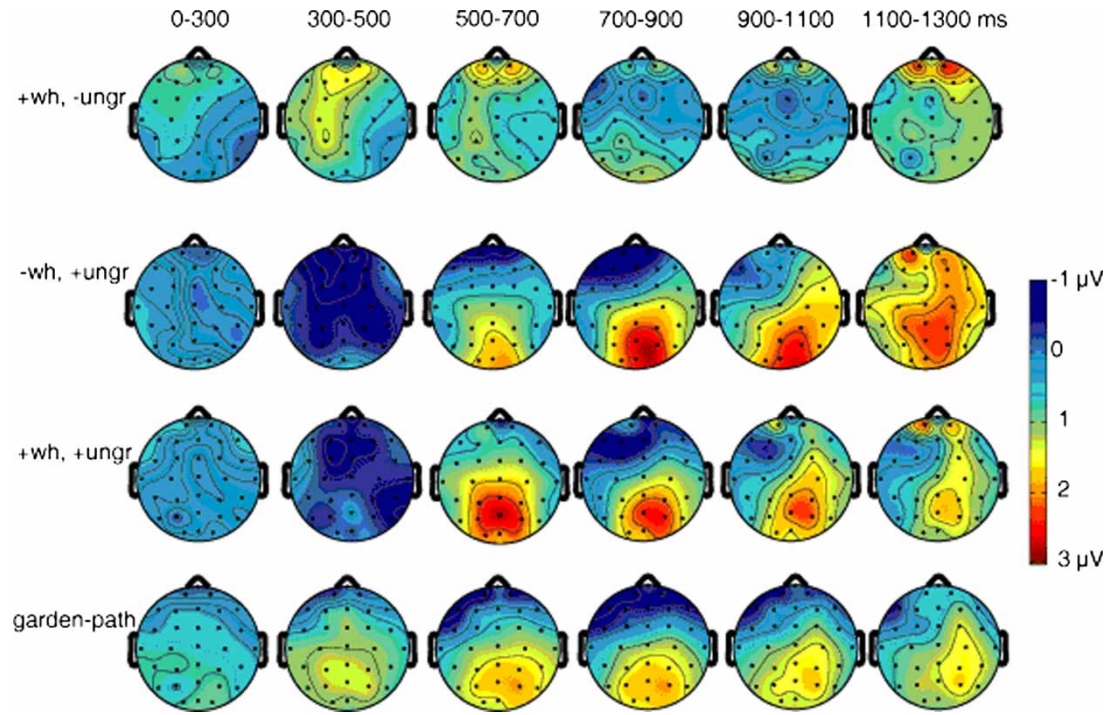 0-300 300-500 500-700 700-900 900-1100 1100-1300 ms
+wh, -ungr
-wh, +ungr
-1 µV
0
+wh, +ungr
1
2
3 µV
garden-path